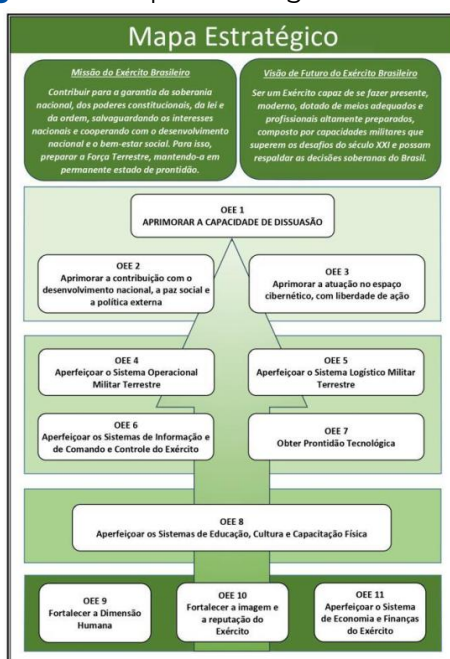 Mapa Estratégico
Missão do Exército Brasileiro
Contribuir para a garantia da soberania
nacional, dos poderes constitucionais, da lei e
da ordem, salvaguardando os interesses
nacionais e cooperando com o desenvolvimento
nacional e o bem-estar social. Para isso,
preparar a Força Terrestre, mantendo-a em
permanente estado de prontidão.
Visão de Futuro do Exército Brasileiro
Ser um Exército capaz de se fazer presente,
moderno, dotado de meios adequados e
profissionais altamente preparados,
composto por capacidades militares que
superem os desafios do século XXI e possam
respaldar as decisões soberanas do Brasil.
OEE 1
APRIMORAR A CAPACIDADE DE DISSUASÃO
OEE 2
Aprimorar a contribuição com o
desenvolvimento nacional, a paz social e
a política externa
OEE 3
Aprimorar a atuação no espaço
cibernético, com liberdade de ação
OEE 4
Aperfeiçoar o Sistema Operacional
Militar Terrestre
OEE 5
Aperfeiçoar o Sistema Logístico Militar
Terrestre
OEE 6
Aperfeiçoar os Sistemas de Informação e
de Comando e Controle do Exército
OEE 7
Obter Prontidão Tecnológica
OEE 8
Aperfeiçoar os Sistemas de Educação, Cultura e Capacitação Física
OEE 9
Fortalecer a Dimensão
Humana
OEE 10
Fortalecer a imagem e
a reputação do
Exército
OEE 11
Aperfeiçoar o Sistema
de Economia e Finanças
do Exército